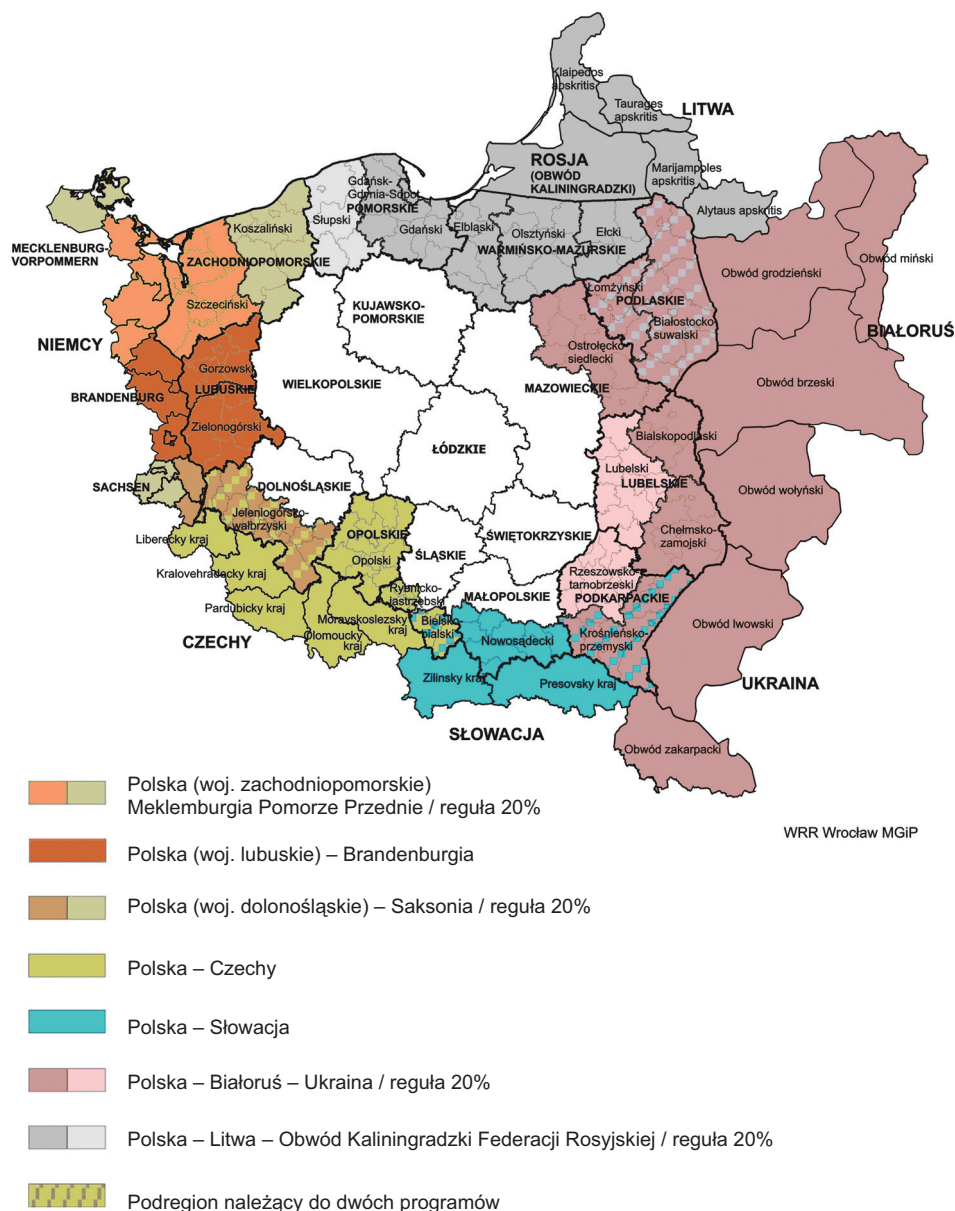 Klaipedos
apskritis
Taurages
apskritis
LITWA
ROSJA
(OBWÓD
KALININGRADZKI)
Marijampoles
apskritis
Alytaus apskritis
Gdańsk-
Gdynia-Sopot
POMORSKIE
Słupski
Gdański
Elbląski
Olsztyński
Ełcki
WARMIŃSKO-MAZURSKIE
Koszaliński
MECKLENBURG-
VORPOMMERN
ZACHODNIOPOMORSKIE
Szczeciński
KUJAWSKO-
POMORSKIE
Łomżyński
PODLASKIE
Białostocko-
suwalski
Obwód grodzieński
Obwód miński
BIAŁORUŚ
NIEMCY
Ostrołęcko-
siedlecki
Obwód brzeski
Gorzowski
LUBUSKIE
BRANDENBURG
WIELKOPOLSKIE
MAZOWIECKIE
Zielonogórski
Bialskopodlaski
ŁÓDZKIE
Lubelski
LUBELSKIE
SACHSEN
DOLNOŚLĄSKIE
Obwód wołyński
Jeleniogórsko-
wałbrzyski
Chełmsko-
zamojski
Liberecky kraj
OPOLSKIE
Opolski
ŚLĄSKIE
ŚWIĘTOKRZYSKIE
Kralovehradecky kraj
Rzeszowsko-
tarnobrzeski
Rybnicko-
jastrzębski
MAŁOPOLSKIE
PODKARPACKIE
Pardubicky kraj
Moravskoslezky
kraj
Olomoucky
kraj
Bielsko-
bialski
Nowosądecki
Krośnieńsko-
przemyski
Obwód lwowski
CZECHY
Zilinsky kraj
Presovsky kraj
UKRAINA
SŁOWACJA
Obwód zakarpacki
Polska (woj. zachodniopomorskie)
Meklemburgia Pomorze Przednie / reguła 20%
WRR Wrocław MGiP
Polska (woj. lubuskie) – Brandenburgia
Polska (woj. dolonośląskie) – Saksonia / reguła 20%
Polska – Czechy
Polska – Słowacja
Polska – Białoruś – Ukraina / reguła 20%
Polska – Litwa – Obwód Kaliningradzki Federacji Rosyjskiej / reguła 20%
Podregion należący do dwóch programów